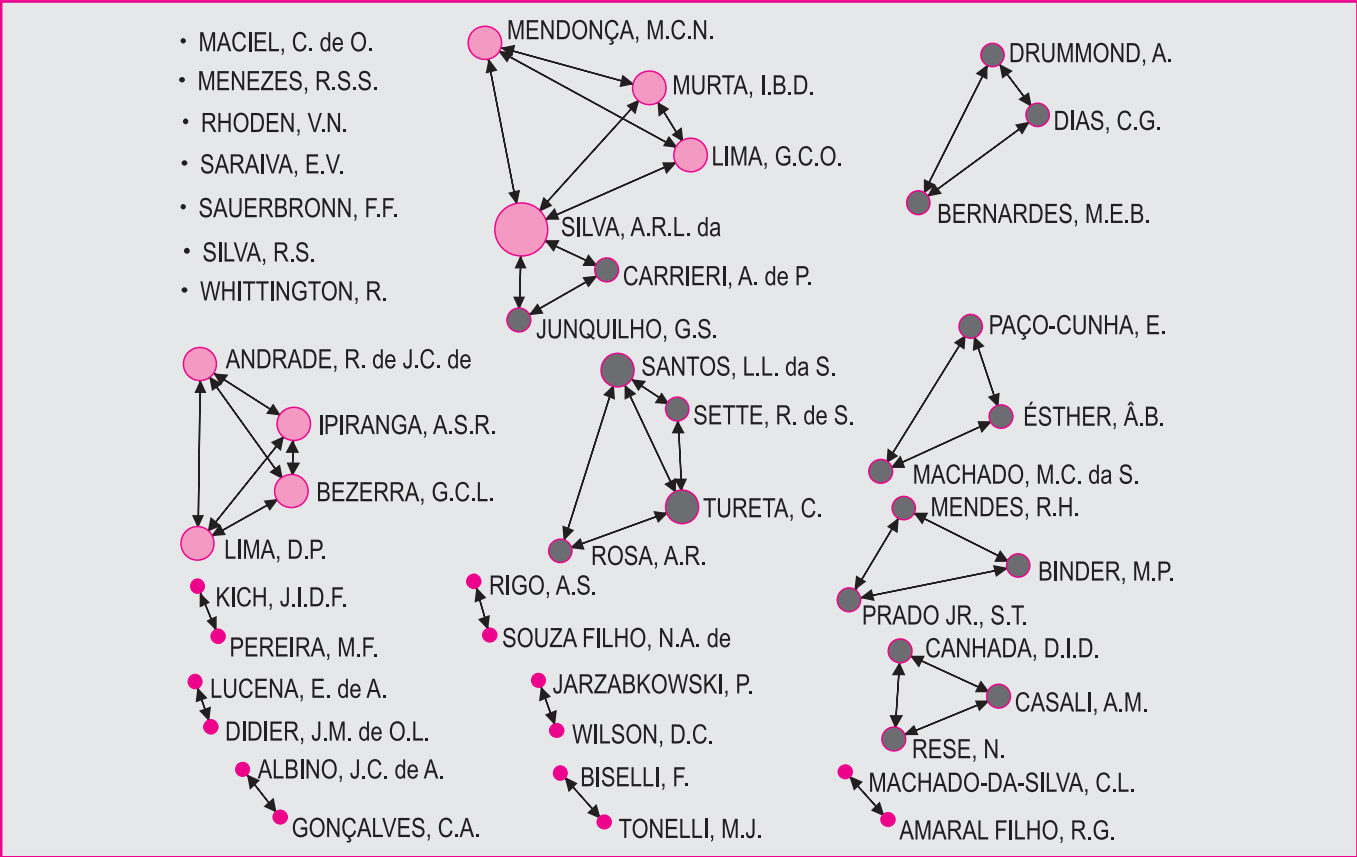 • MACIEL, C. de O.
• MENEZES, R.S.S.
• RHODEN, V.N.
• SARAIVA, E.V.
• SAUERBRONN, F.F.
• SILVA, R.S.
• WHITTINGTON, R.
MENDONÇA, M.C.N.
MURTA, I.B.D.
LIMA, G.C.O.
SILVA, A.R.L. da
CARRIERI, A. de P.
JUNQUILHO, G.S.
DRUMMOND, A.
DIAS, C.G.
BERNARDES, M.E.B.
ANDRADE, R. de J.C. de
IPIRANGA, A.S.R.
BEZERRA, G.C.L.
LIMA, D.P.
SANTOS, L.L. da S.
SETTE, R. de S.
TURETA, C.
ROSA, A.R.
PAÇO-CUNHA, E.
ÉSTHER, Â.B.
MACHADO, M.C. da S.
MENDES, R.H.
BINDER, M.P.
PRADO JR., S.T.
KICH, J.I.D.F.
PEREIRA, M.F.
LUCENA, E. de A.
DIDIER, J.M. de O.L.
ALBINO, J.C. de A.
GONÇALVES, C.A.
RIGO, A.S.
SOUZA FILHO, N.A. de
JARZABKOWSKI, P.
WILSON, D.C.
BISELLI, F.
TONELLI, M.J.
CANHADA, D.I.D.
CASALI, A.M.
RESE, N.
MACHADO-DA-SILVA, C.L.
AMARAL FILHO, R.G.